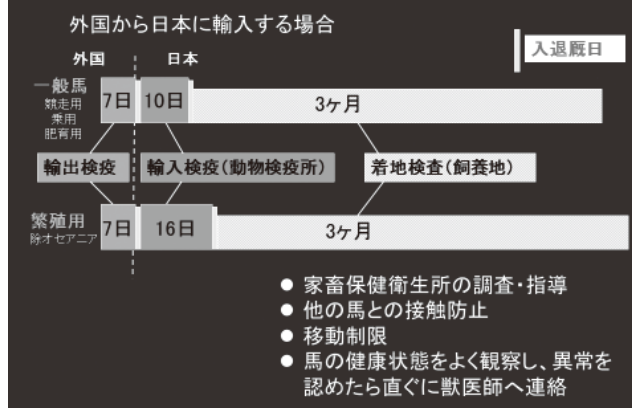 外国から日本に輸入する場合
入退厩日
外国 日本
一般馬
競走用
乗用
肥育用
7日 10日 3ヶ月
輸出検疫 輸入検疫(動物検疫所) 着地検査(飼養地)
繁殖用
除オセアニア
7日 16日 3ヶ月
● 家畜保健衛生所の調査・指導
● 他の馬との接触防止
● 移動制限
● 馬の健康状態をよく観察し、異常を
認めたら直ぐに獣医師へ連絡